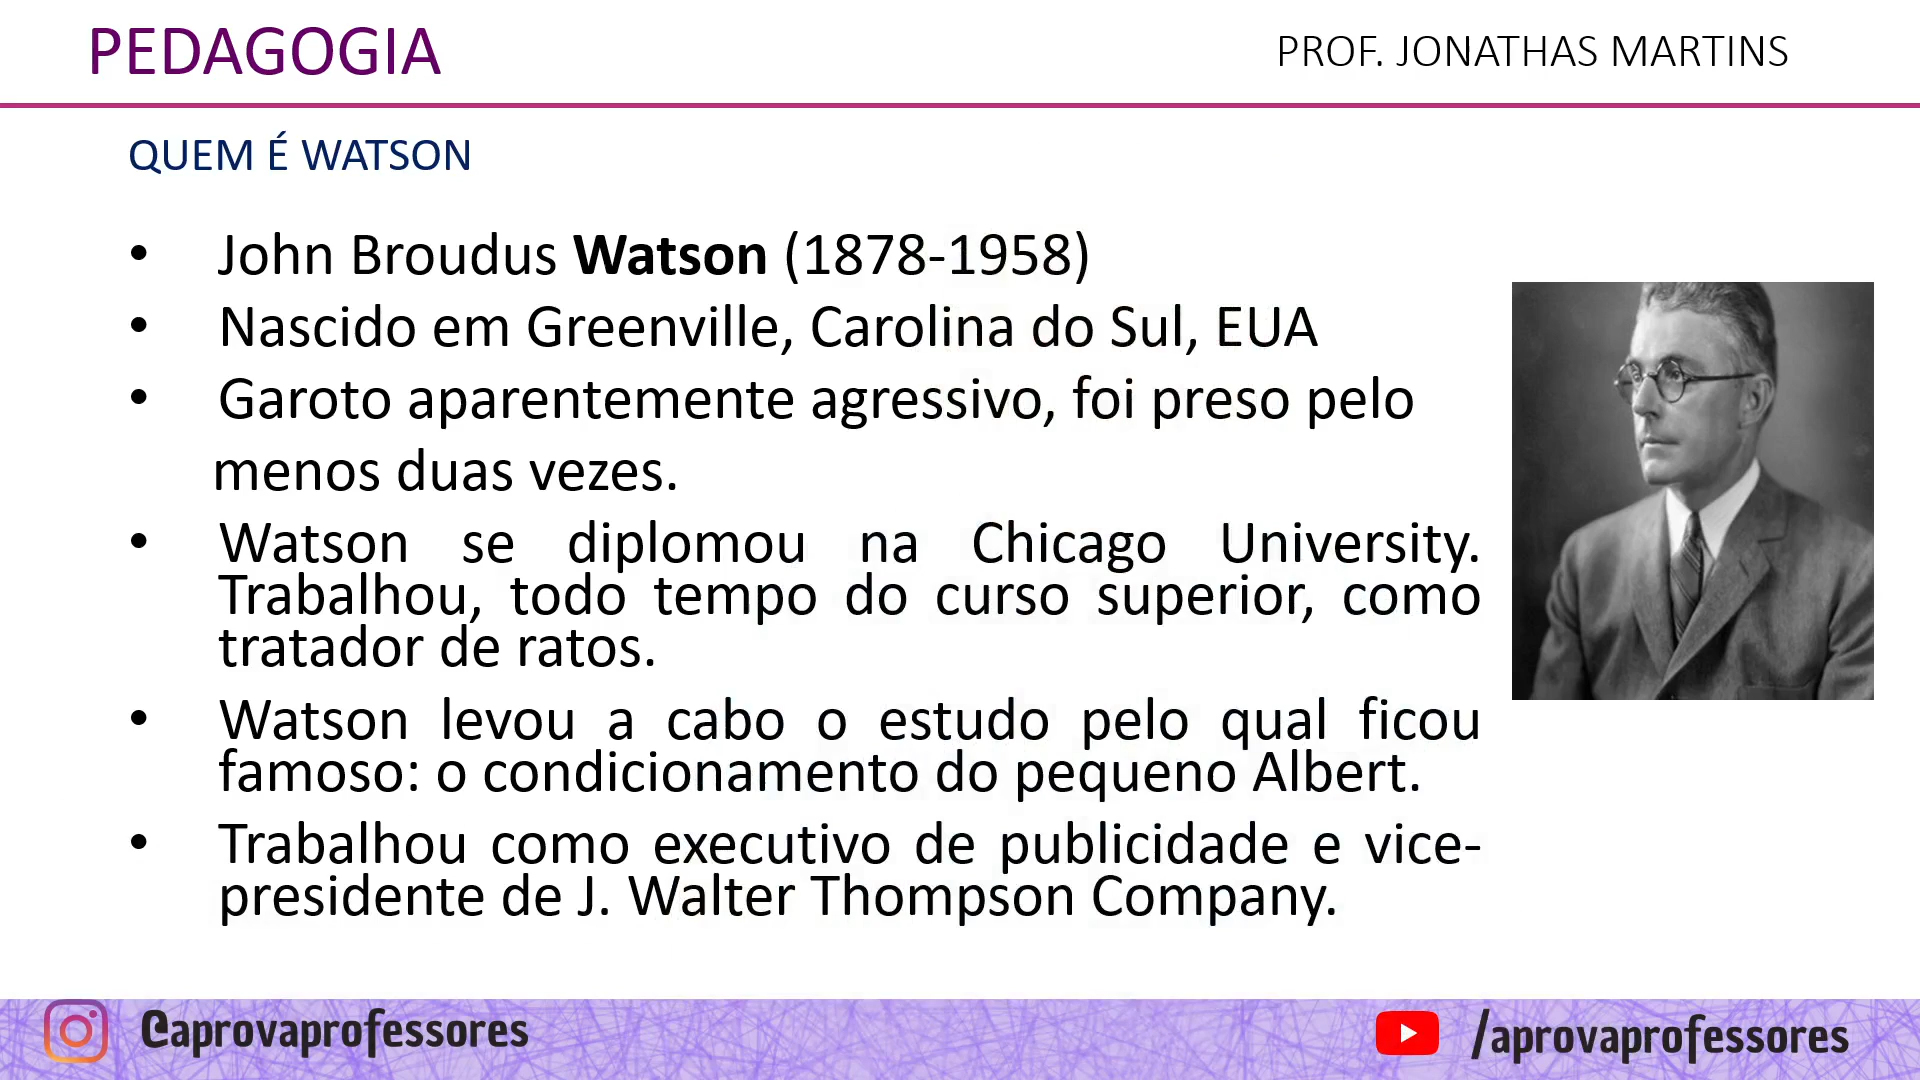 PEDAGOGIA
PROF. JONATHAS MARTINS
QUEM É WATSON
• John Broudus Watson (1878-1958)
• Nascido em Greenville, Carolina do Sul, EUA
• Garoto aparentemente agressivo, foi preso pelo
menos duas vezes.
• Watson se diplomou na Chicago University.
Trabalhou, todo tempo do curso superior, como
tratador de ratos.
• Watson levou a cabo o estudo pelo qual ficou
famoso: o condicionamento do pequeno Albert.
• Trabalhou como executivo de publicidade e vice-
presidente de J. Walter Thompson Company.
@aprovaprofessores
/aprovaprofessores